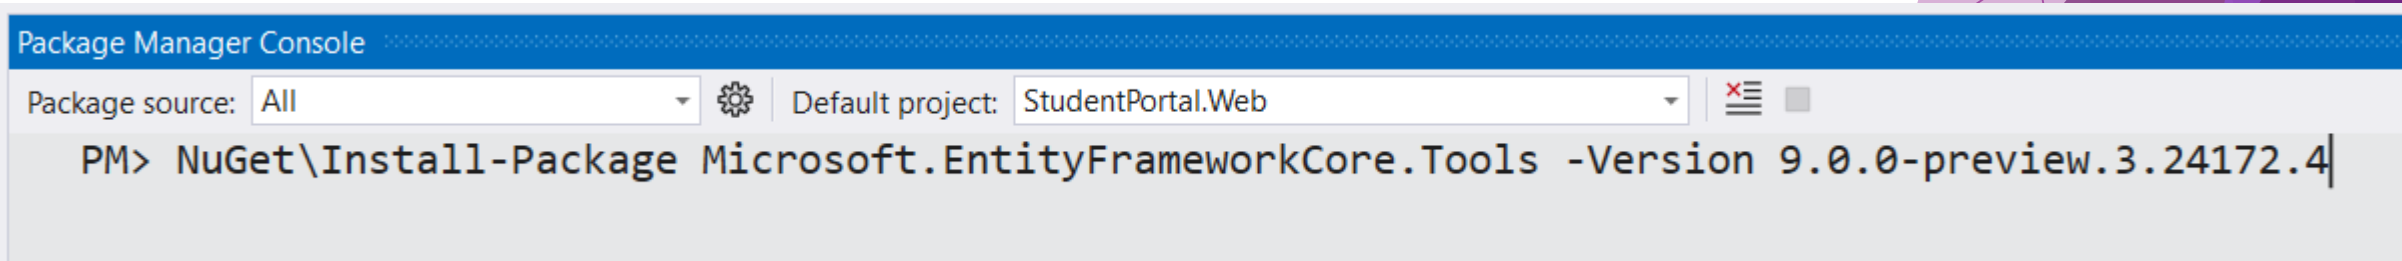 Package Manager Console
Package source: All Default project: StudentPortal.Web
PM> NuGet\Install-Package Microsoft.EntityFrameworkCore.Tools -Version 9.0.0-preview.3.24172.4